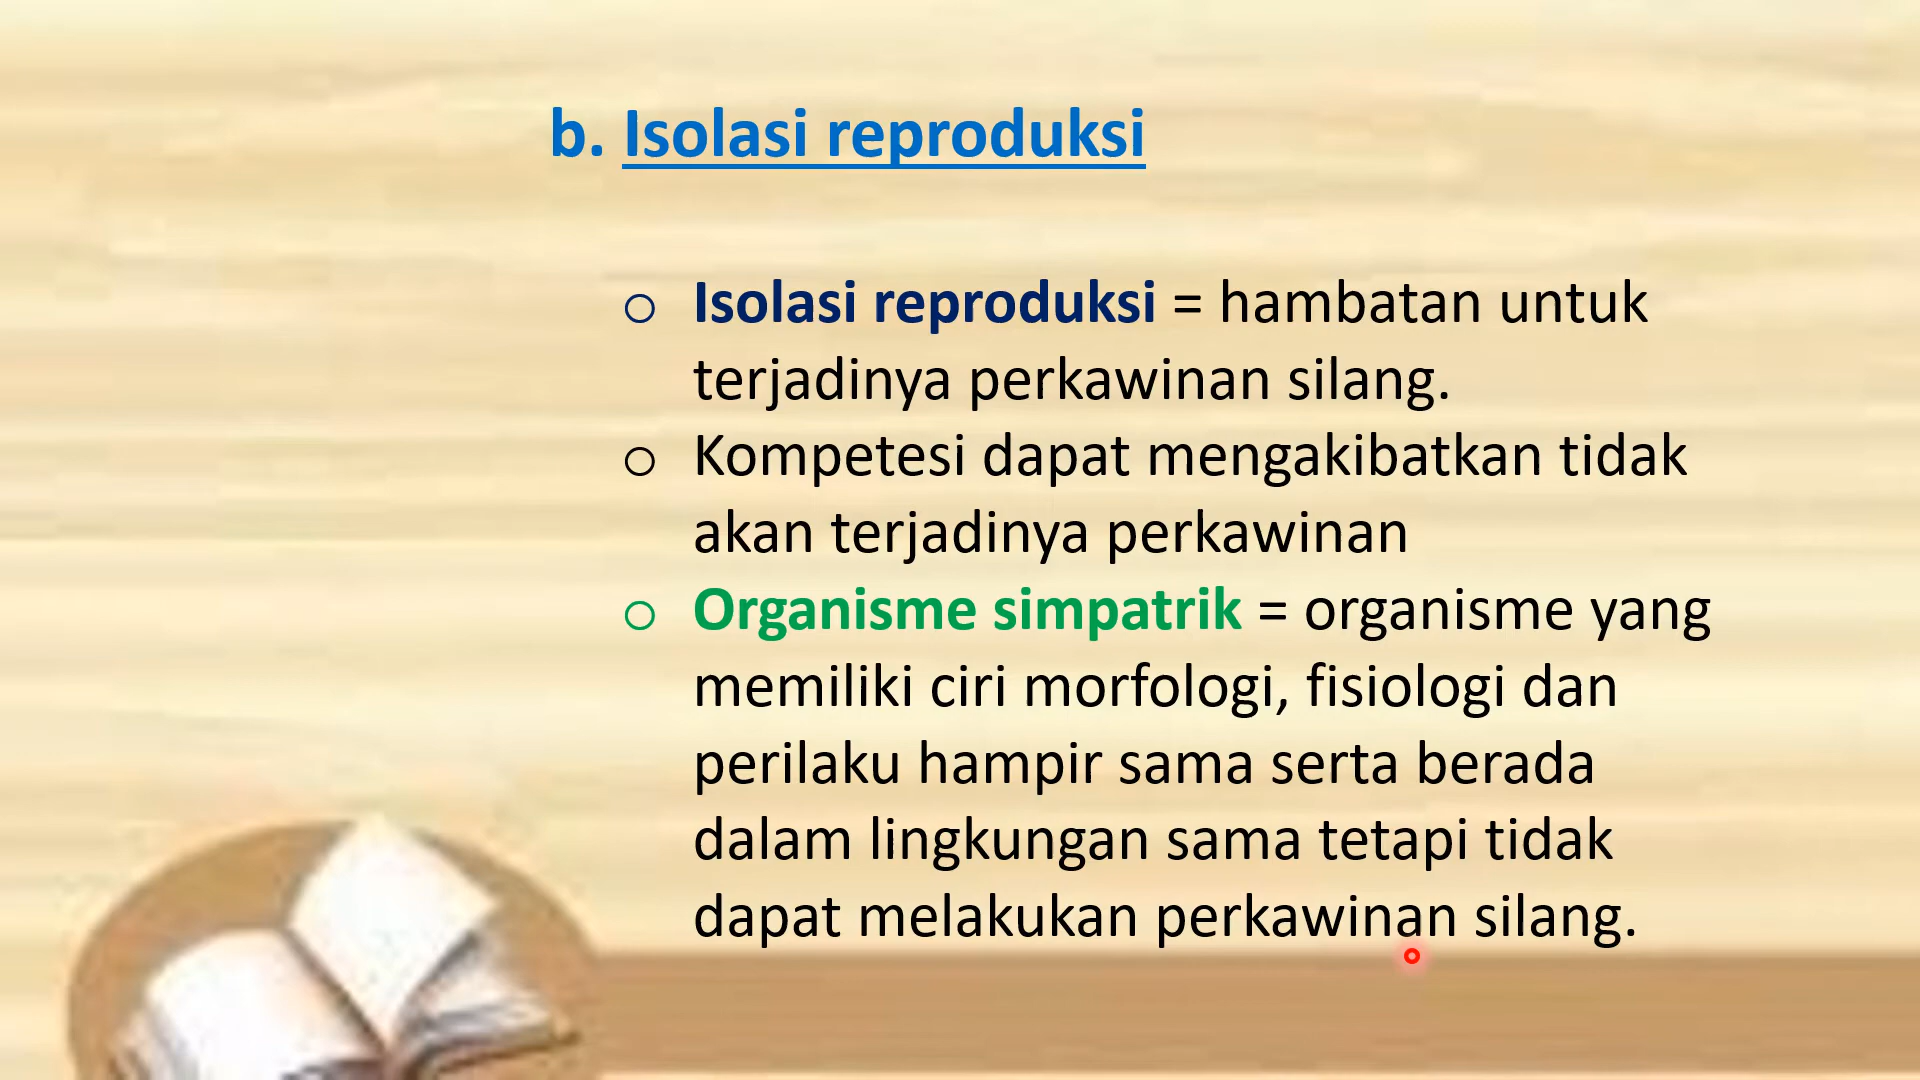 b. Isolasi reproduksi
o Isolasi reproduksi = hambatan untuk
terjadinya perkawinan silang.
o Kompetesi dapat mengakibatkan tidak
akan terjadinya perkawinan
o Organisme simpatrik = organisme yang
memiliki ciri morfologi, fisiologi dan
perilaku hampir sama serta berada
dalam lingkungan sama tetapi tidak
dapat melakukan perkawinan silang.